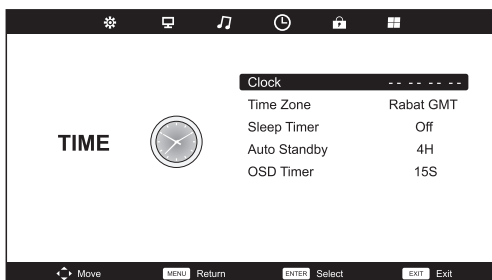 TIME
Clock - - - - - - - -
Time Zone Rabat GMT
Sleep Timer Off
Auto Standby 4H
OSD Timer 15S
Move MENU Return ENTER Select EXIT Exit